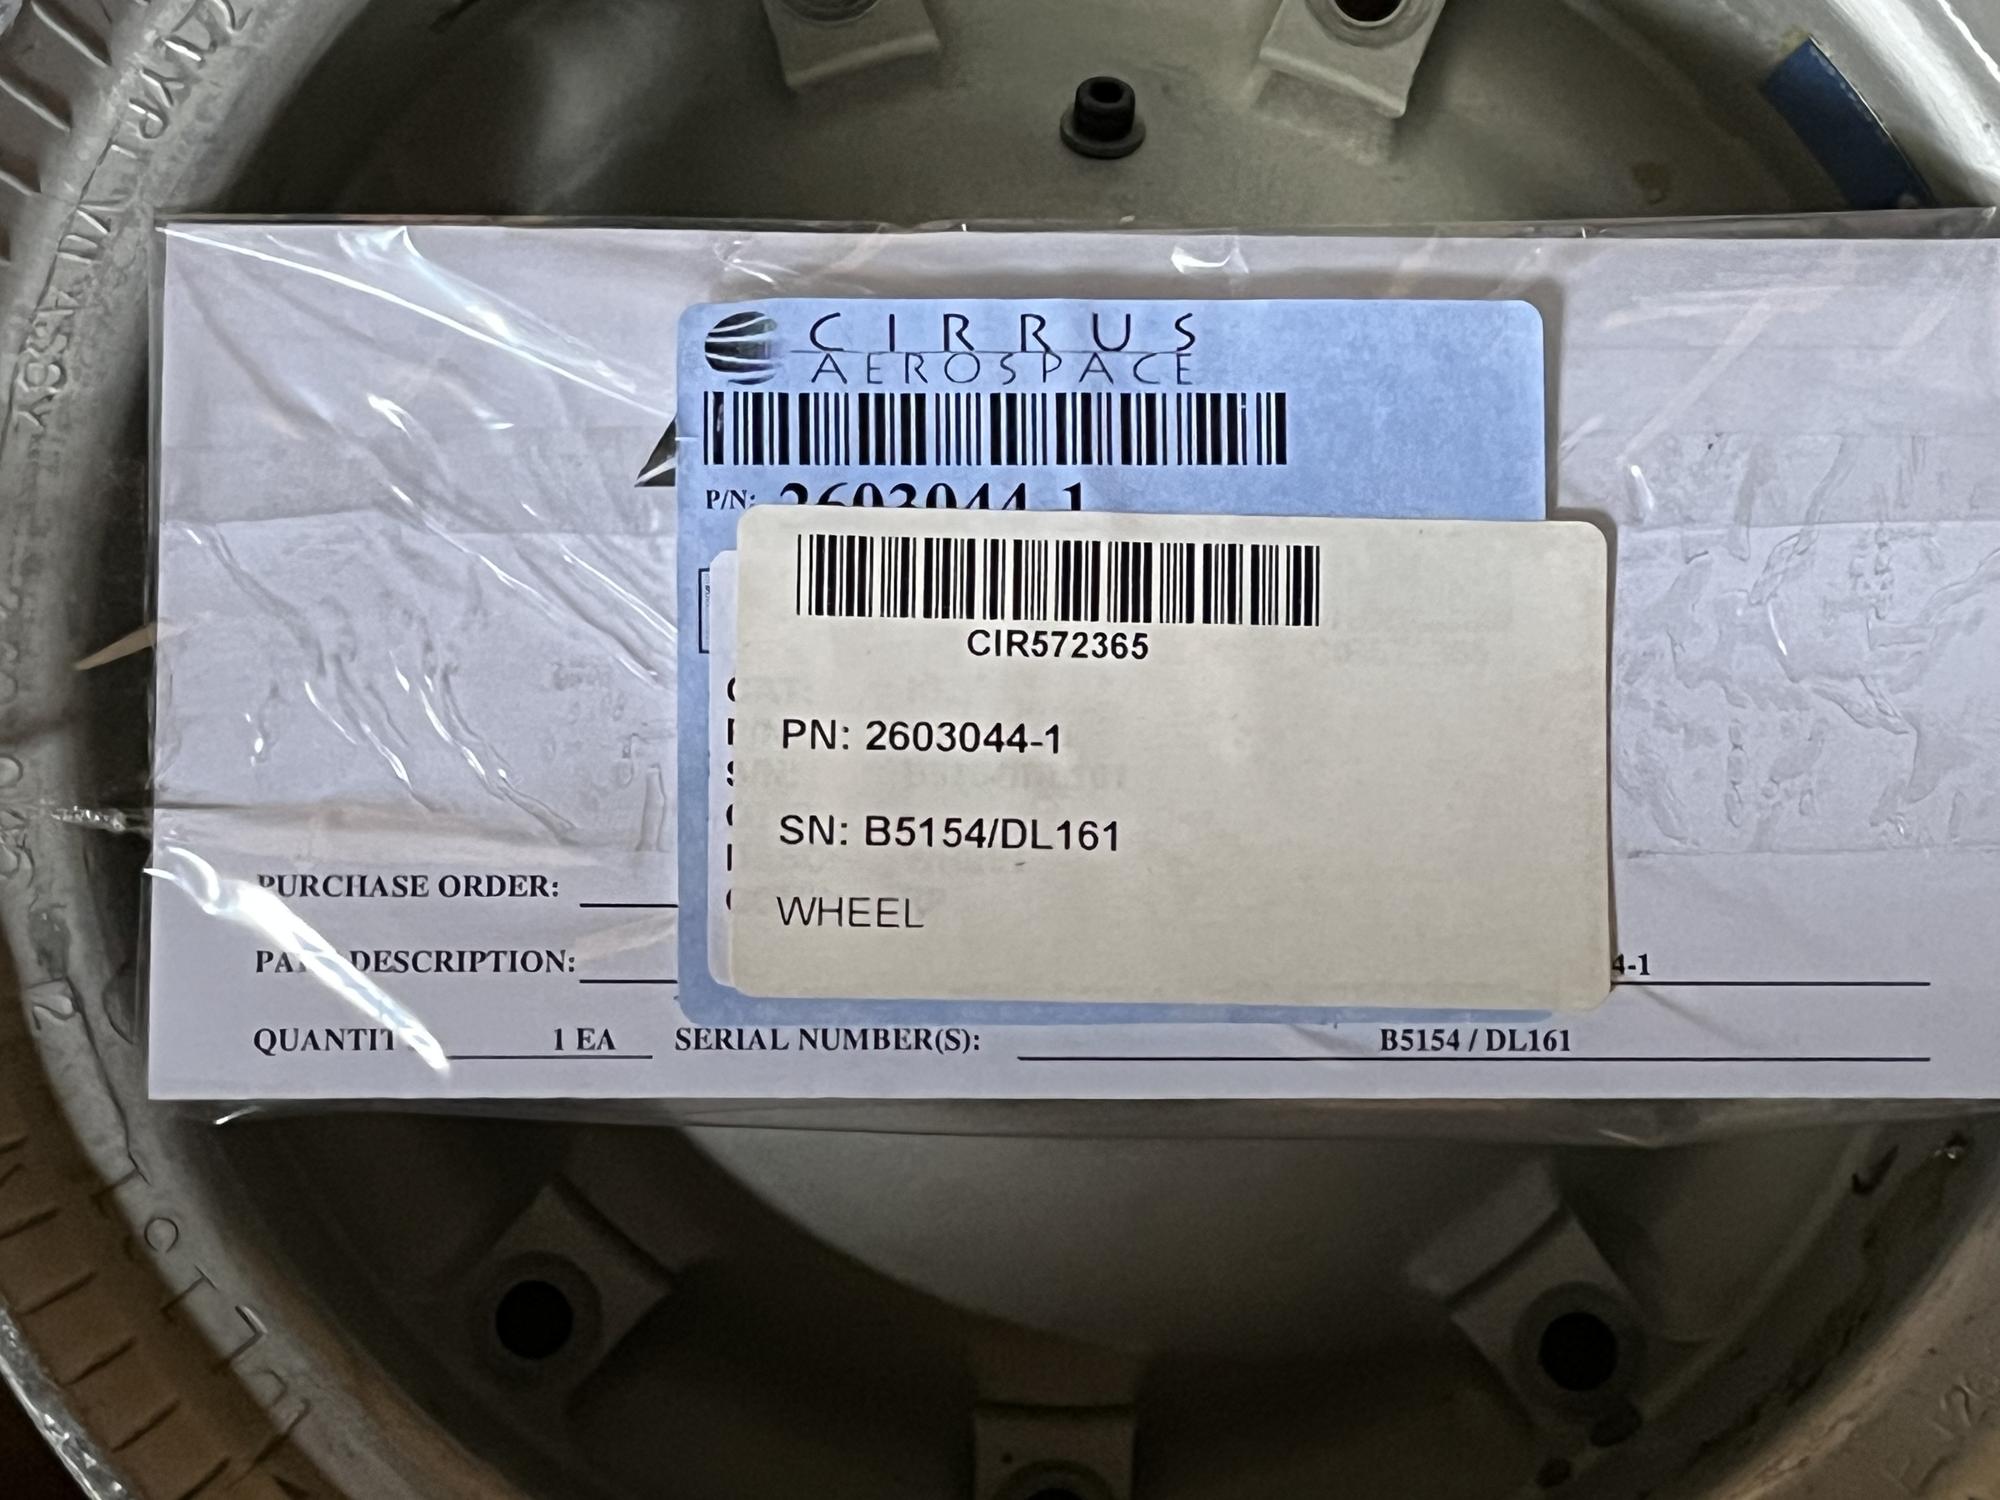 CIRRUS
AEROSPACE
P/N: 2603044-1
CIR572365
PN: 2603044-1
SN: B5154/DL161
WHEEL
PURCHASE ORDER:
DESCRIPTION:
4-1
1 EA
SERIAL NUMBER(S):
B5154 / DL161